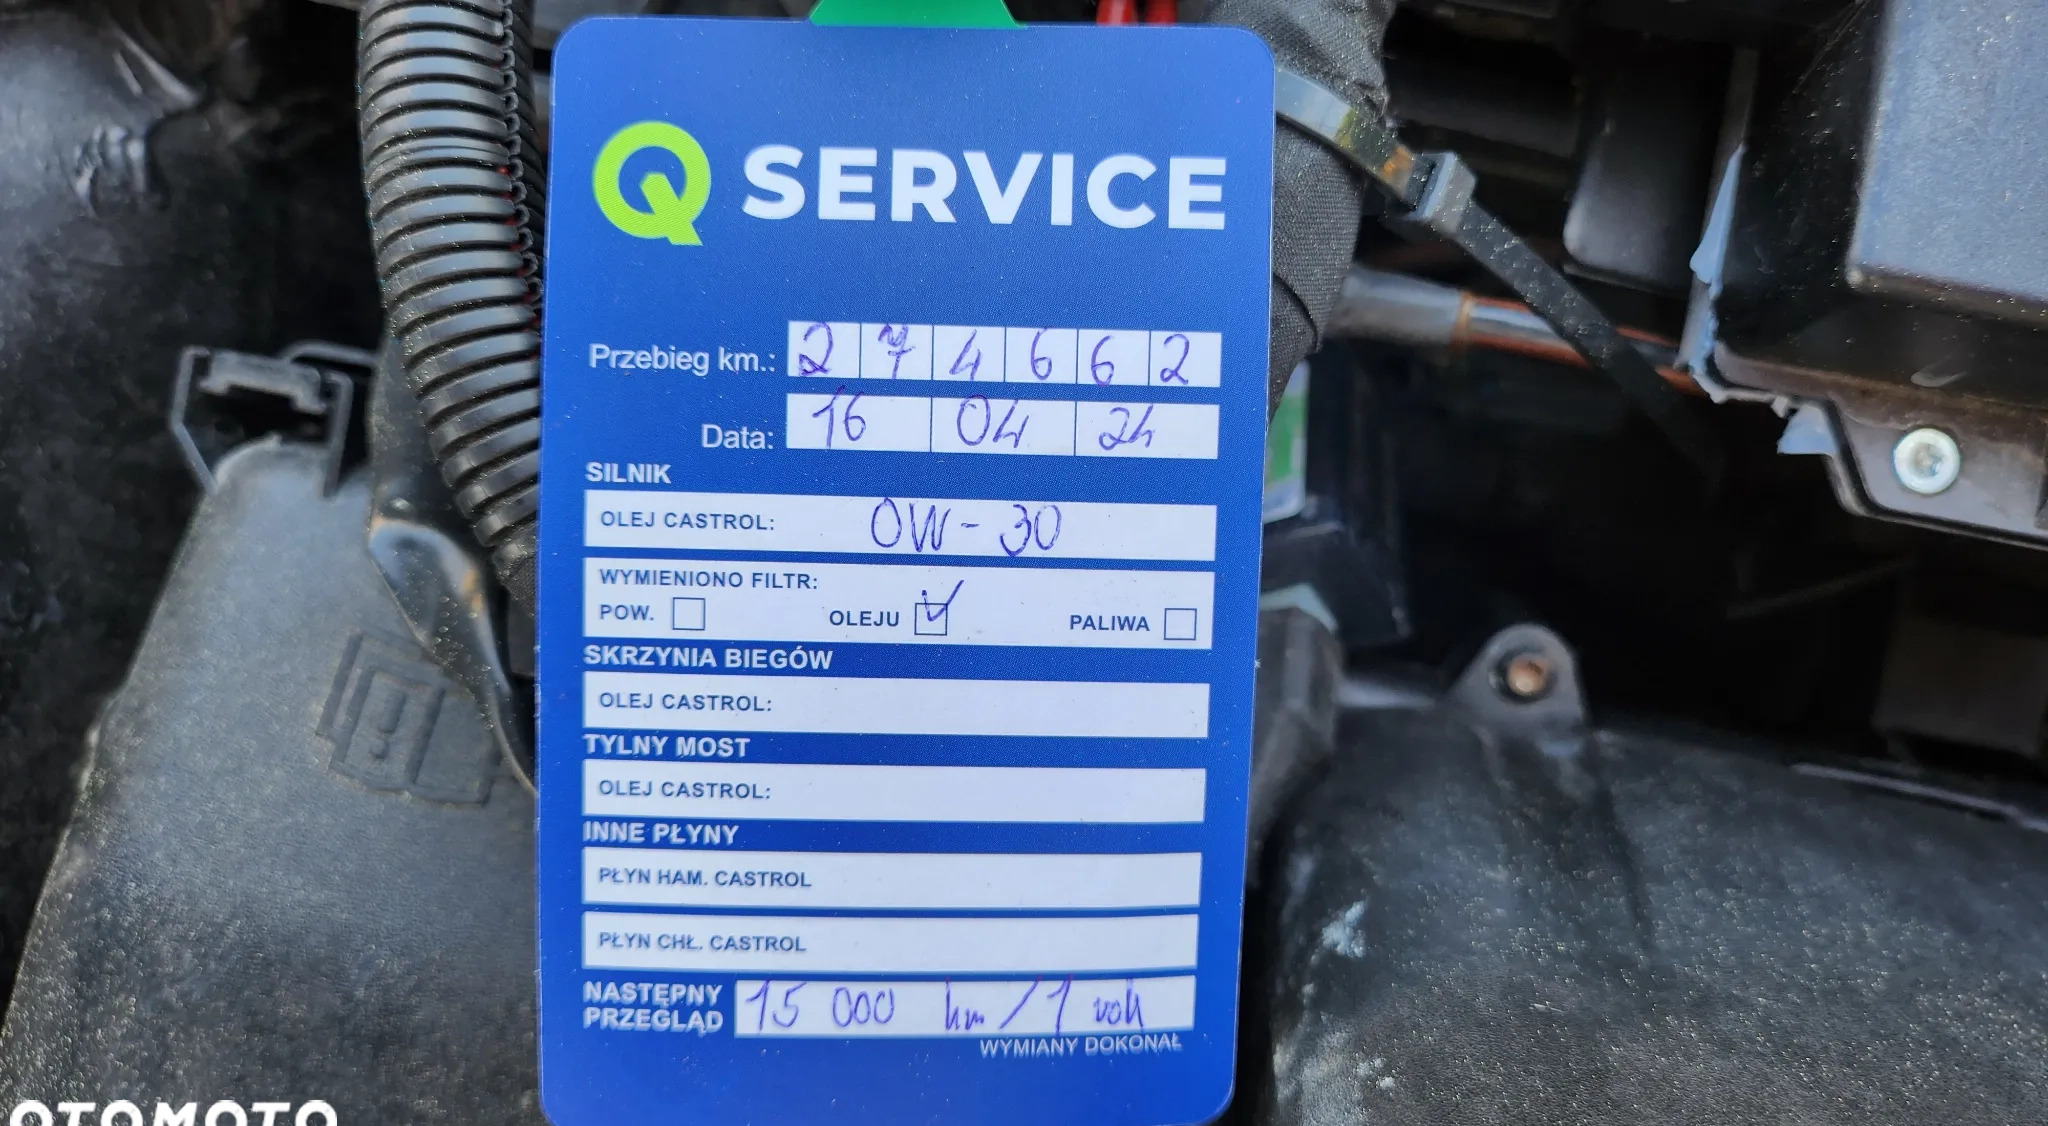 Q SERVICE
Przebieg km.: 2 7 4 6 6 2
Data: 16 04 24
SILNIK
OLEJ CASTROL: 0W-30
WYMIENIONO FILTR:
POW. OLEJU PALIWA
SKRZYNIA BIEGÓW
OLEJ CASTROL:
TYLNY MOST
OLEJ CASTROL:
INNE PŁYNY
PŁYN HAM. CASTROL
PŁYN CHŁ. CASTROL
NASTĘPNY
PRZEGLĄD 15 000 km/1 rok
WYMIANY DOKONAŁ
OTOMOTO